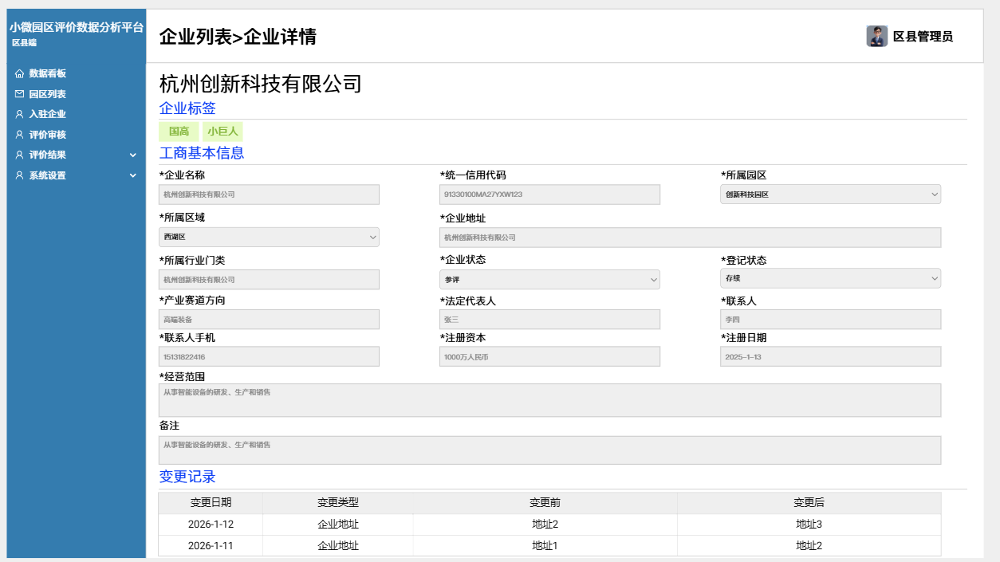 小微园区评价数据分析平台
区县端
数据看板
园区列表
入驻企业
评价审核
评价结果
系统设置
企业列表>企业详情
区县管理员
杭州创新科技有限公司
企业标签
国高 小巨人
工商基本信息
*企业名称 *统一信用代码 *所属园区
杭州创新科技有限公司 91330100MA27YXW123 创新科技园区
*所属区域 *企业地址
西湖区 杭州创新科技有限公司
*所属行业门类 *企业状态 *登记状态
杭州创新科技有限公司 参评 存续
*产业赛道方向 *法定代表人 *联系人
高端装备 张三 李四
*联系人手机 *注册资本 *注册日期
15131822416 1000万人民币 2025-1-13
*经营范围
从事智能设备的研发、生产和销售
备注
从事智能设备的研发、生产和销售
变更记录
变更日期 变更类型 变更前 变更后
2026-1-12 企业地址 地址2 地址3
2026-1-11 企业地址 地址1 地址2